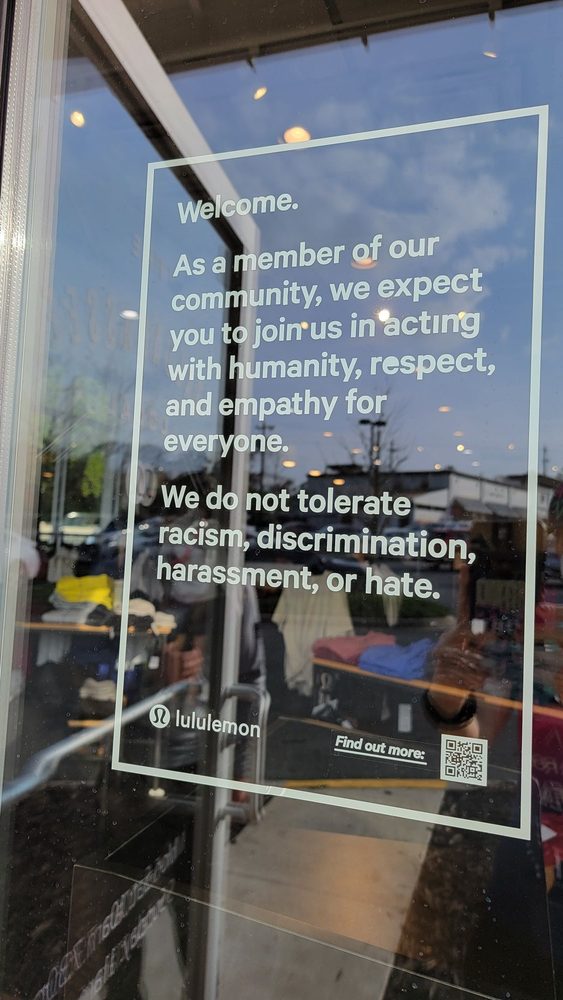 Welcome.
As a member of our
community, we expect
you to join us in acting
with humanity, respect,
and empathy for
everyone.
We do not tolerate
racism, discrimination,
harassment, or hate.
lululemon
Find out more: